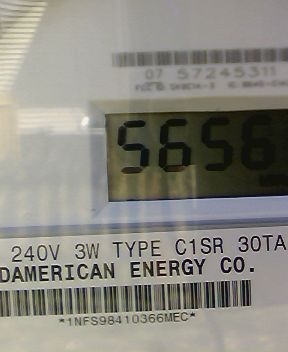 07 57245311
5656
240V 3W TYPE C1SR 30TA
DAMERICAN ENERGY CO.
*1NFS98410366MEC*